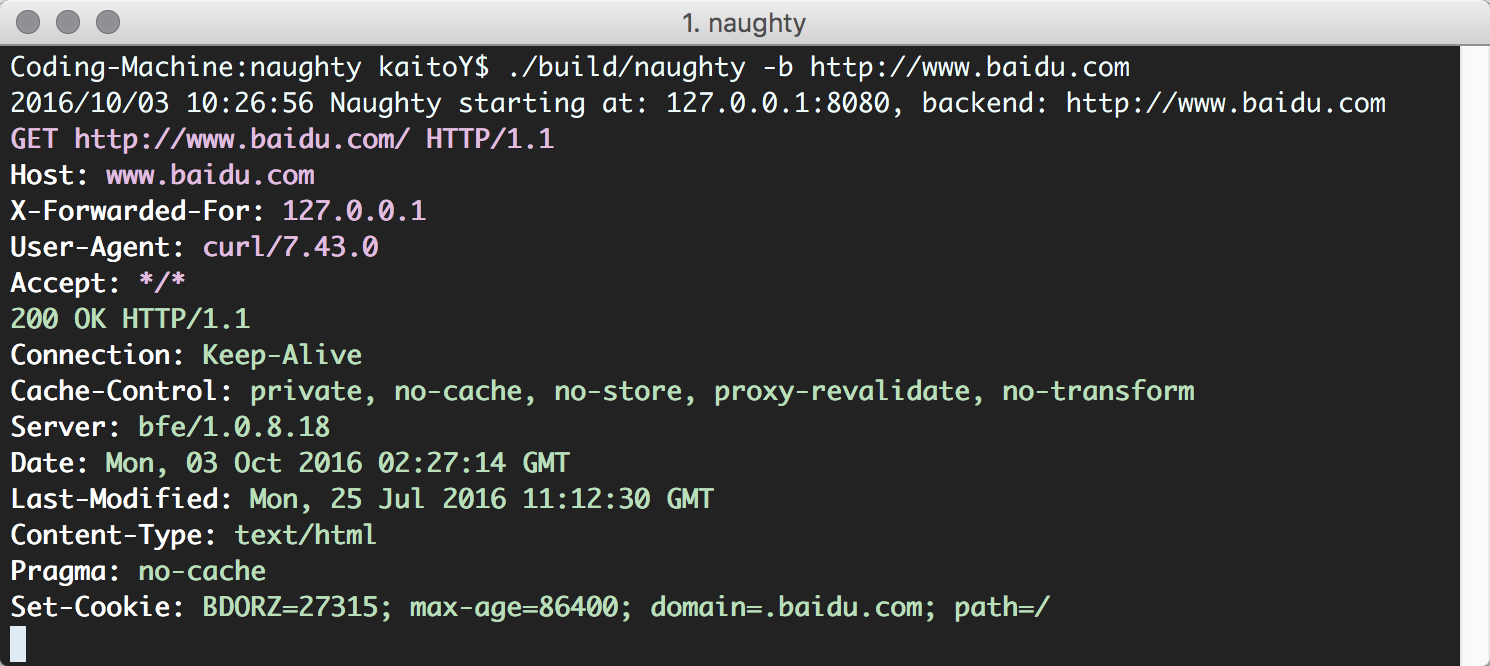 1. naughty
Coding-Machine:naughty kaitoY$ ./build/naughty -b http://www.baidu.com
2016/10/03 10:26:56 Naughty starting at: 127.0.0.1:8080, backend: http://www.baidu.com
GET http://www.baidu.com/ HTTP/1.1
Host: www.baidu.com
X-Forwarded-For: 127.0.0.1
User-Agent: curl/7.43.0
Accept: */*
200 OK HTTP/1.1
Connection: Keep-Alive
Cache-Control: private, no-cache, no-store, proxy-revalidate, no-transform
Server: bfe/1.0.8.18
Date: Mon, 03 Oct 2016 02:27:14 GMT
Last-Modified: Mon, 25 Jul 2016 11:12:30 GMT
Content-Type: text/html
Pragma: no-cache
Set-Cookie: BDORZ=27315; max-age=86400; domain=.baidu.com; path=/